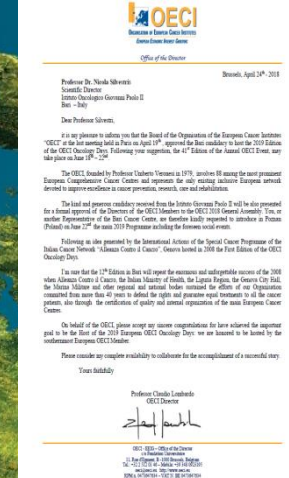 OECI
Organisation of European Cancer Institutes
European Economic Interest Grouping
Office of the Director
Brussels, April 24th - 2018
Professor Dr. Nicola Silvestris
Scientific Director
Istituto Oncologico Giovanni Paolo II
Bari – Italy
Dear Professor Silvestris,
it is my pleasure to inform you that the Board of the Organisation of the European Cancer Institutes
"OECI" at the last meeting held in Paris on April 19th, approved the Bari candidacy to host the 2019 Edition
of the OECI Oncology Days. Following your suggestion, the 41st Edition of the Annual OECI Event, may
take place on June 18th – 22nd.
The OECI, founded by Professor Umberto Veronesi in 1979, involves 88 among the most prominent
European Comprehensive Cancer Centres and represents the only existing inclusive European network
devoted to improve excellence in cancer prevention, research, care and rehabilitation.
The kind and generous candidacy received from the Istituto Giovanni Paolo II will be also presented
for a formal approval of the Directors of the OECI Members to the OECI 2018 General Assembly. You, or
another Representative of the Bari Cancer Centre, are therefore kindly requested to introduce in Poznan
(Poland) on June 22nd the main 2019 Programme including the foreseen social events.
Following an idea generated by the International Actions of the Special Cancer Programme of the
Italian Cancer Network "Alleanza Contro il Cancro", Genova hosted in 2008 the First Edition of the OECI
Oncology Days.
I'm sure that the 12th Edition in Bari will repeat the enormous and unforgettable success of the 2008
when Alleanza Contro il Cancro, the Italian Ministry of Health, the Liguria Region, the Genova City Hall,
the Marina Militare and other regional and national bodies sustained the efforts of our Organisation
committed from more than 40 years to defend the rights and guarantee equal treatments to all the cancer
patients, also through the certification of quality and internal organization of the main European Cancer
Centres.
On behalf of the OECI, please accept my sincere congratulations for have achieved the important
goal to be the Host of the 2019 European OECI Oncology Days: we are honored to be hosted by the
southernmost European OECI Member.
Please consider my complete availability to collaborate for the accomplishment of a successful story.
Yours faithfully
Professor Claudio Lombardo
OECI Director
OECI - EEIG – Office of the Director